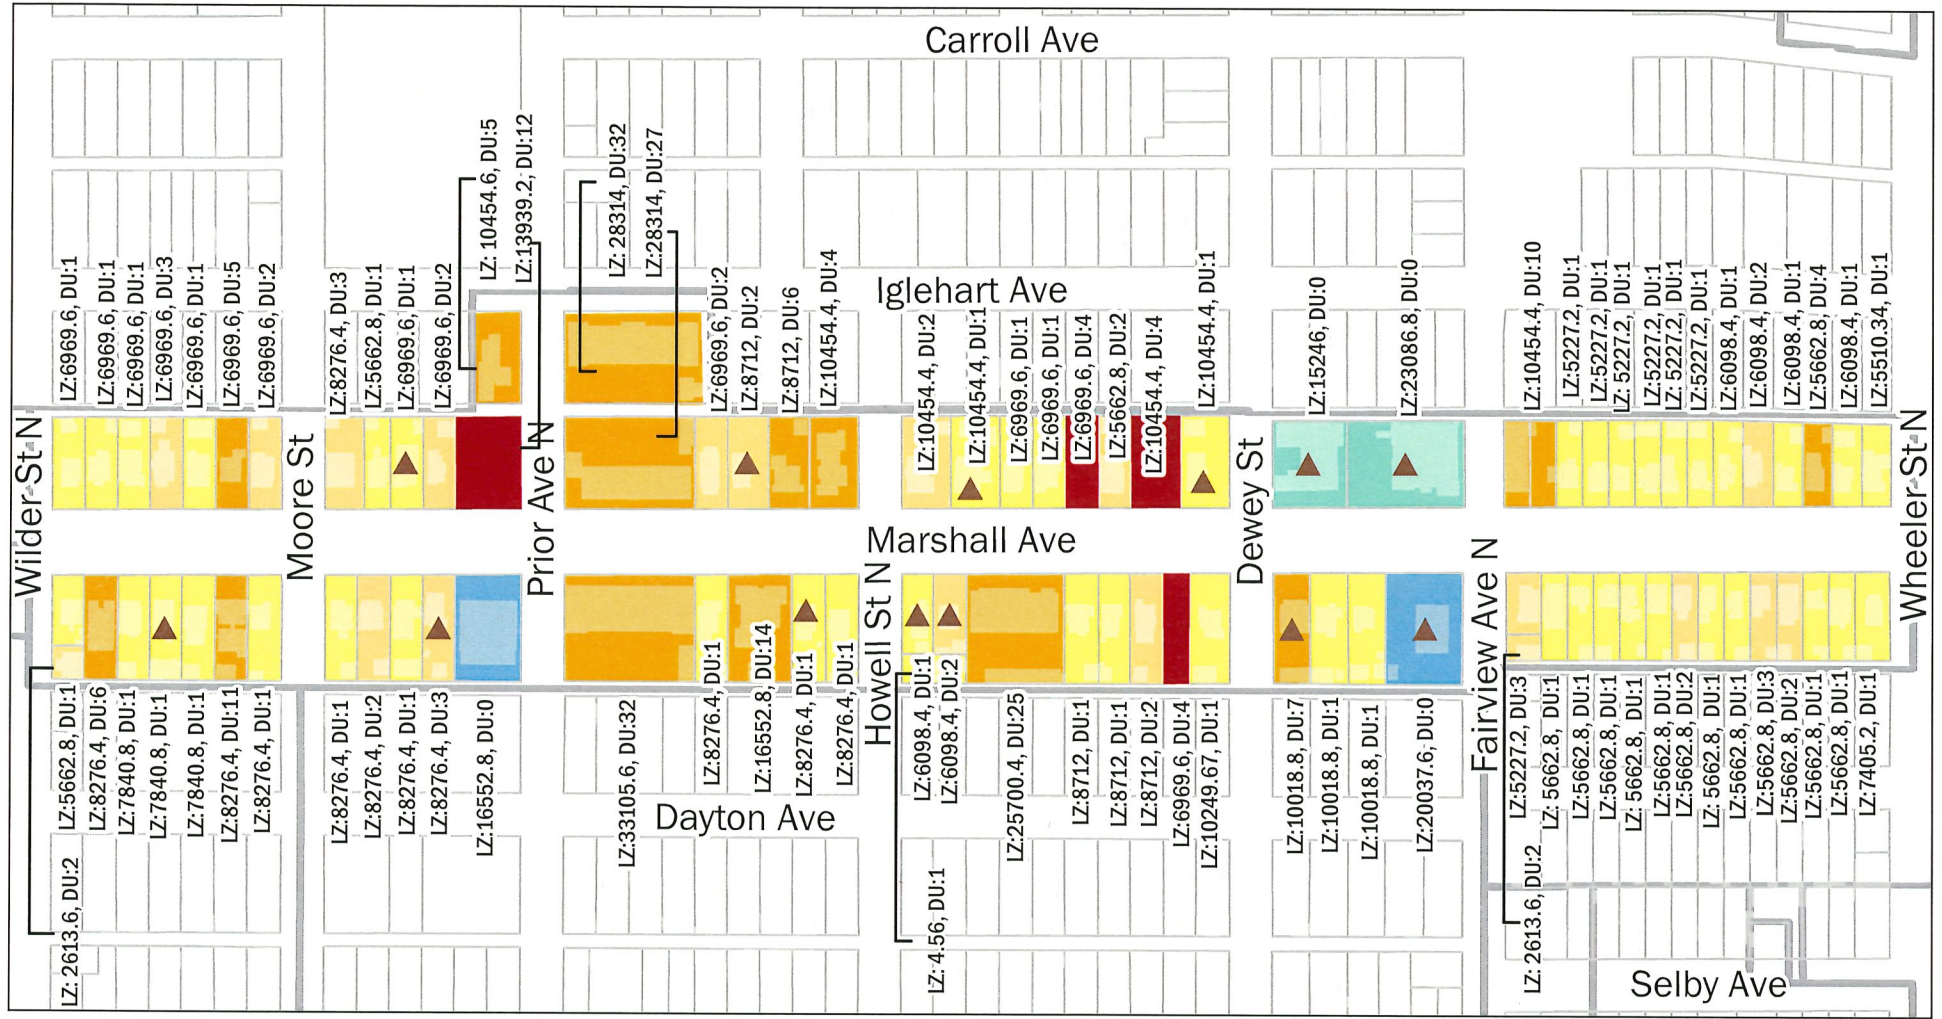 Carroll Ave
LZ: 10454.6, DU:5
LZ:13939.2, DU:12
LZ: 28314, DU:32
LZ:28314, DU:27
Iglehart Ave
LZ:6969.6, DU:1
LZ:6969.6, DU:1
LZ:6969.6, DU:1
LZ:6969.6, DU:3
LZ:6969.6, DU:1
LZ:6969.6, DU:5
LZ:6969.6, DU:2
LZ:8276.4, DU:3
LZ:5662.8, DU:1
LZ:6969.6, DU:1
LZ:6969.6, DU:2
LZ:6969.6, DU:2
LZ:8712, DU:2
LZ:8712, DU:6
LZ:10454.4, DU:4
LZ:10454.4, DU:2
LZ:10454.4, DU:1
LZ:6969.6, DU:1
LZ:6969.6, DU:1
LZ:6969.6, DU:4
LZ:5662.8, DU:2
LZ:10454.4, DU:4
LZ:10454.4, DU:1
LZ:15246, DU:0
LZ:23086.8, DU:0
LZ:10454.4, DU:10
LZ:5227.2, DU:1
LZ:5227.2, DU:1
LZ:5227.2, DU:1
LZ:5227.2, DU:1
LZ:5227.2, DU:1
LZ:5227.2, DU:1
LZ:6098.4, DU:1
LZ:6098.4, DU:2
LZ:6098.4, DU:1
LZ:5662.8, DU:4
LZ:6098.4, DU:1
LZ:5510.34, DU:1
Wilder St N
Moore St
Prior Ave N
Marshall Ave
Howell St N
Dewey St
Fairview Ave N
Wheeler St N
LZ:5662.8, DU:1
LZ:8276.4, DU:6
LZ:7840.8, DU:1
LZ:7840.8, DU:1
LZ:7840.8, DU:1
LZ:8276.4, DU:11
LZ:8276.4, DU:1
LZ:8276.4, DU:1
LZ:8276.4, DU:2
LZ:8276.4, DU:1
LZ:8276.4, DU:3
LZ:16552.8, DU:0
LZ:33105.6, DU:32
LZ:8276.4, DU:1
LZ:16552.8, DU:14
LZ:8276.4, DU:1
LZ:8276.4, DU:1
LZ:6098.4, DU:1
LZ:6098.4, DU:2
LZ:25700.4, DU:25
LZ:8712, DU:1
LZ:8712, DU:1
LZ:8712, DU:2
LZ:6969.6, DU:4
LZ:10249.67, DU:1
LZ:10018.8, DU:7
LZ:10018.8, DU:1
LZ:10018.8, DU:1
LZ:20037.6, DU:0
LZ:5227.2, DU:3
LZ: 5662.8, DU:1
LZ:5662.8, DU:1
LZ:5662.8, DU:1
LZ:5662.8, DU:1
LZ:5662.8, DU:1
LZ:5662.8, DU:2
LZ: 5662.8, DU:1
LZ:5662.8, DU:1
LZ:5662.8, DU:3
LZ:5662.8, DU:2
LZ:5662.8, DU:1
LZ:5662.8, DU:1
LZ:7405.2, DU:1
Dayton Ave
LZ: 2613.6, DU:2
LZ: 4.56, DU:1
LZ: 2613.6, DU:2
Selby Ave